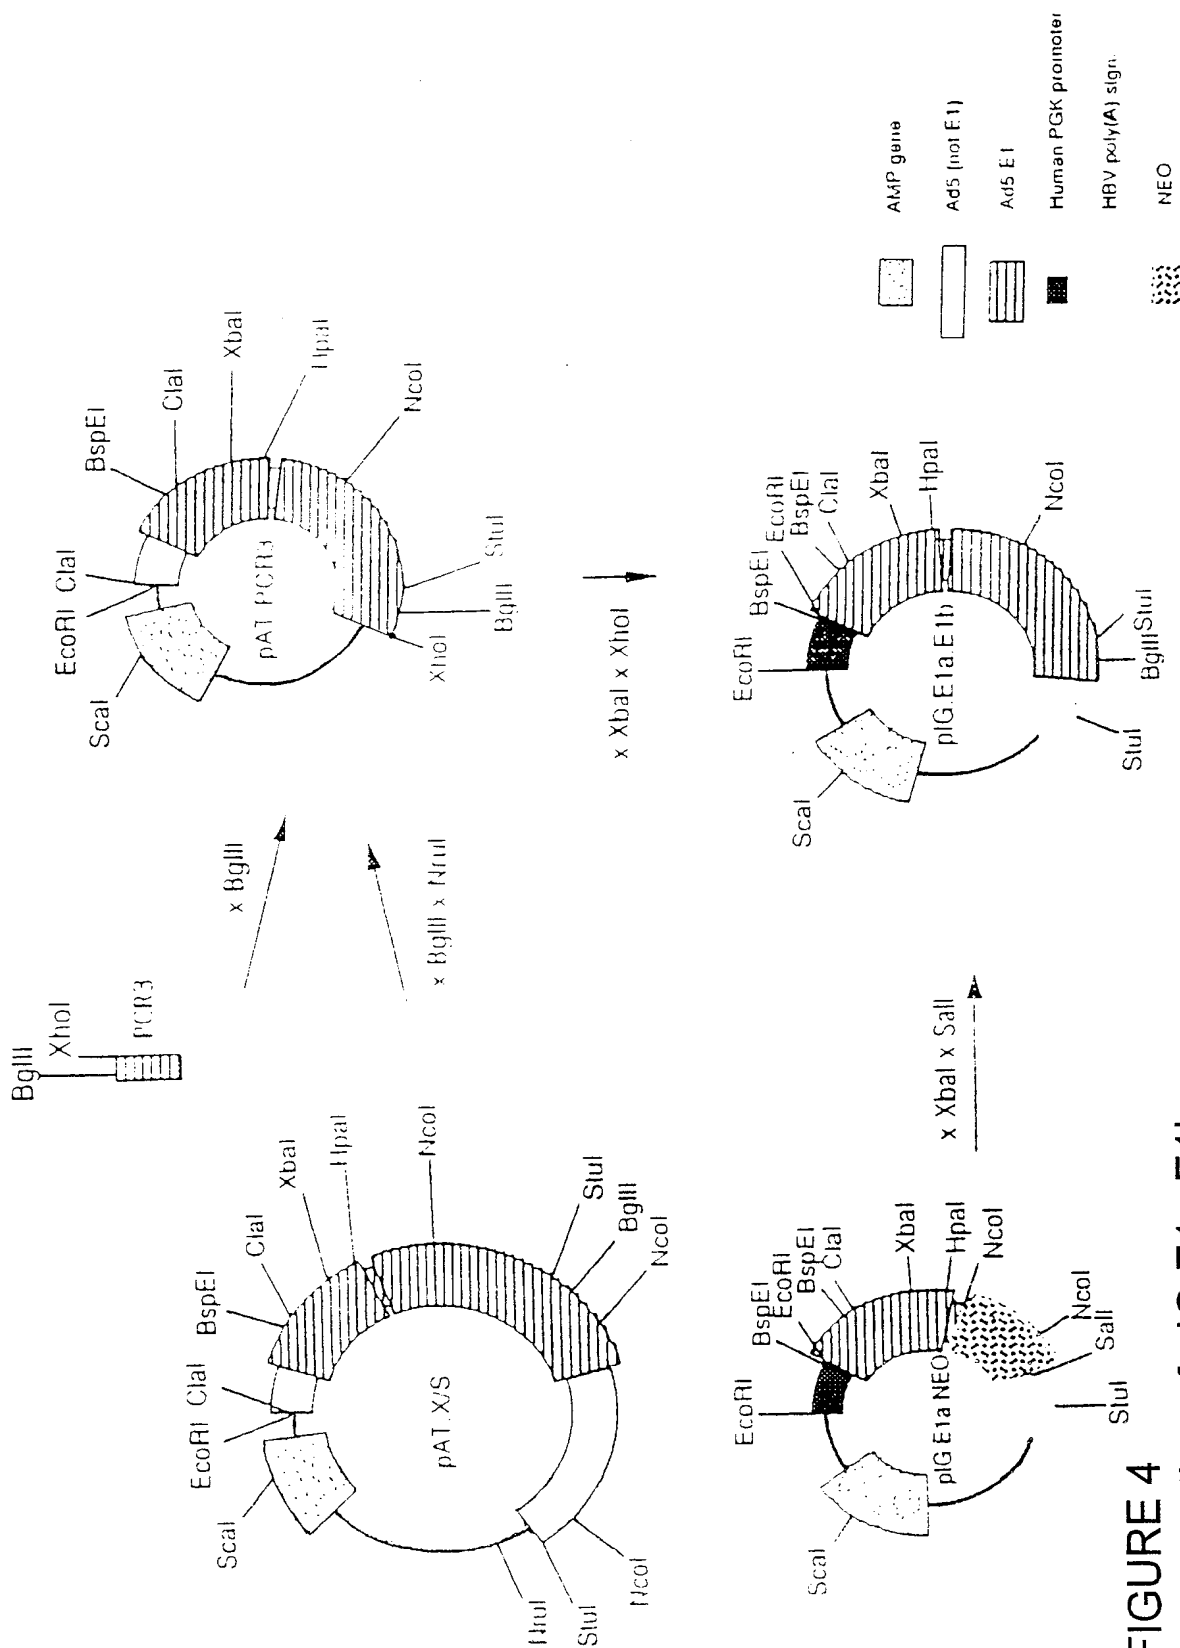 BglII
XhoI
PCR3
x BglII
x BglII x NruI
ScaI
EcoRI
ClaI
BspEI
ClaI
XbaI
HpaI
NcoI
StuI
BglII
NcoI
NcoI
StuI
NruI
pAT.X/S
ScaI
EcoRI
ClaI
BspEI
ClaI
XbaI
HpaI
NcoI
StuI
BglII
XhoI
pAT PCR3
x XbaI x XhoI
ScaI
EcoRI
BspEI
EcoRI
BspEI
ClaI
XbaI
HpaI
NcoI
NcoI
SalI
StuI
pIG E1a NEO
x XbaI x SalI
ScaI
EcoRI
BspEI
EcoRI
BspEI
ClaI
XbaI
HpaI
NcoI
StuI
BglII
StuI
pIG.E1a.E1b
AMP gene
Ad5 (not E1)
Ad5 E1
Human PGK promoter
HBV poly(A) sign.
NEO
FIGURE 4